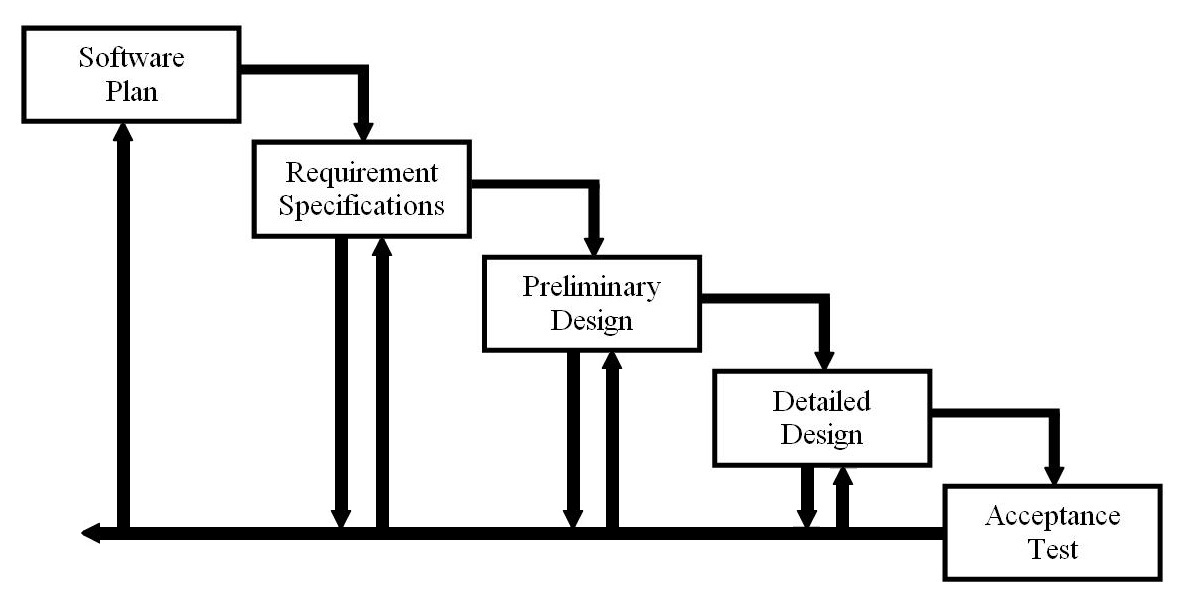 Software
Plan
Requirement
Specifications
Preliminary
Design
Detailed
Design
Acceptance
Test